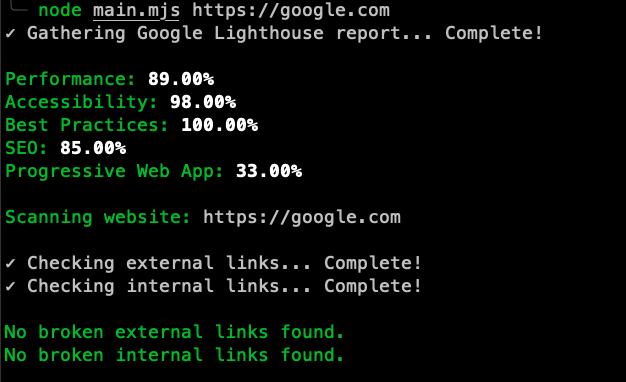 node main.mjs https://google.com
✓ Gathering Google Lighthouse report... Complete!
Performance: 89.00%
Accessibility: 98.00%
Best Practices: 100.00%
SEO: 85.00%
Progressive Web App: 33.00%
Scanning website: https://google.com
✓ Checking external links... Complete!
✓ Checking internal links... Complete!
No broken external links found.
No broken internal links found.